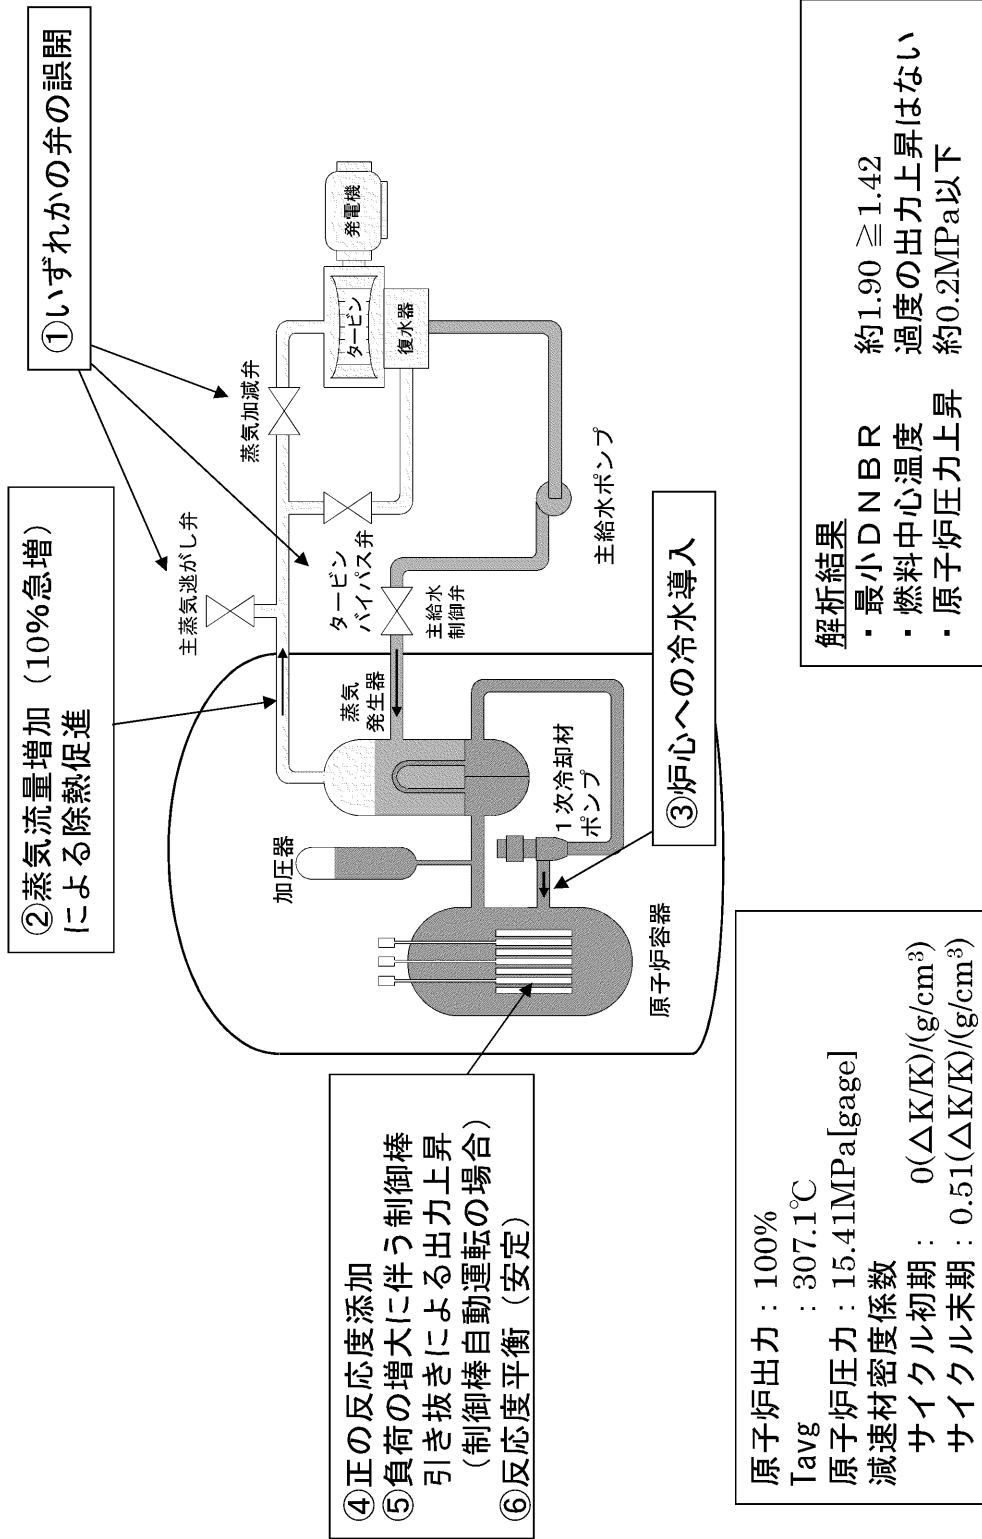 ①いずれかの弁の誤開
②蒸気流量増加（10%急増）
による除熱促進
主蒸気逃がし弁
蒸気加減弁
タービン
バイパス弁
タービン
発電機
復水器
蒸気
発生器
主給水
制御弁
主給水ポンプ
加圧器
1次冷却材
ポンプ
原子炉容器
③炉心への冷水導入
④正の反応度添加
⑤負荷の増大に伴う制御棒
引き抜きによる出力上昇
（制御棒自動運転の場合）
⑥反応度平衡（安定）
原子炉出力：100%
Tavg ：307.1℃
原子炉圧力：15.41MPa[gage]
減速材密度係数
サイクル初期： 0(△K/K)/(g/cm³)
サイクル末期：0.51(△K/K)/(g/cm³)
解析結果
・最小ＤＮＢＲ 約1.90≧1.42
・燃料中心温度 過度の出力上昇はない
・原子炉圧力上昇 約0.2MPa以下